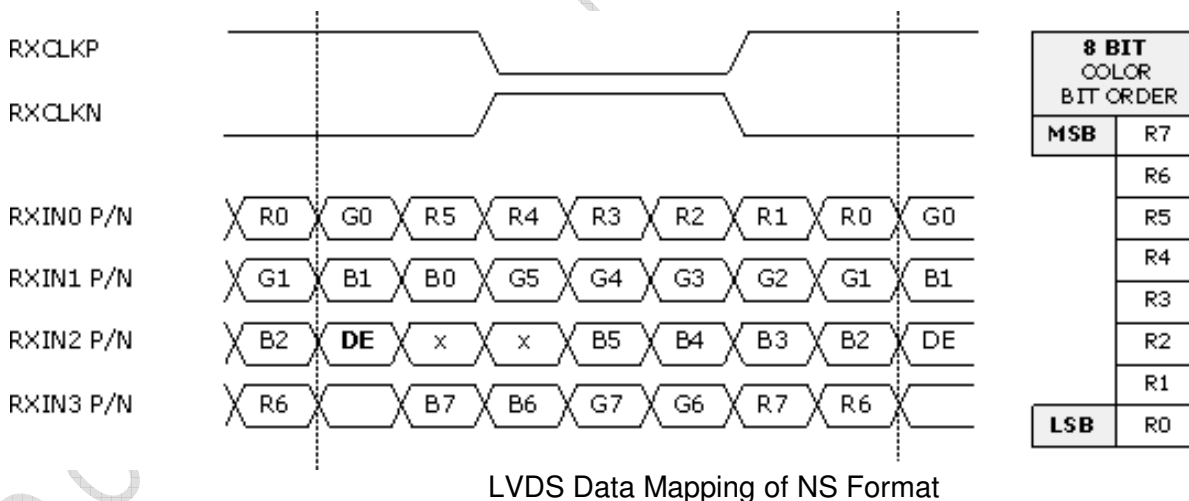 RXCLKP
RXCLKN
RXIN0 P/N R0 G0 R5 R4 R3 R2 R1 R0 G0
RXIN1 P/N G1 B1 B0 G5 G4 G3 G2 G1 B1
RXIN2 P/N B2 DE x x B5 B4 B3 B2 DE
RXIN3 P/N R6 B7 B6 G7 G6 R7 R6
8 BIT
COLOR
BIT ORDER
MSB R7
R6
R5
R4
R3
R2
R1
LSB R0
LVDS Data Mapping of NS Format